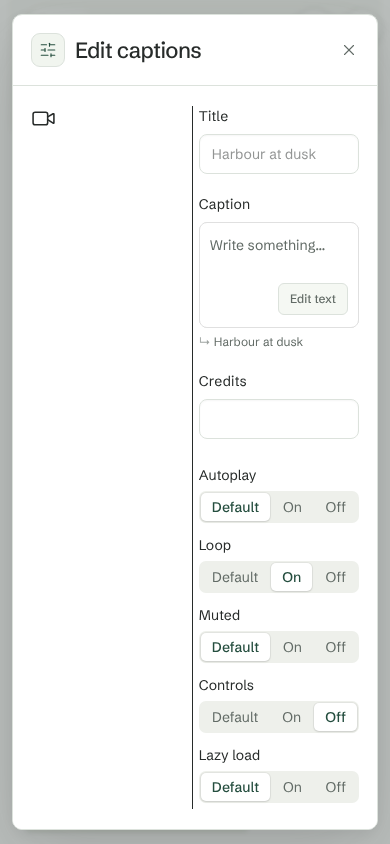 Edit captions
Title
Harbour at dusk
Caption
Write something...
Edit text
↳ Harbour at dusk
Credits
Autoplay
Default On Off
Loop
Default On Off
Muted
Default On Off
Controls
Default On Off
Lazy load
Default On Off